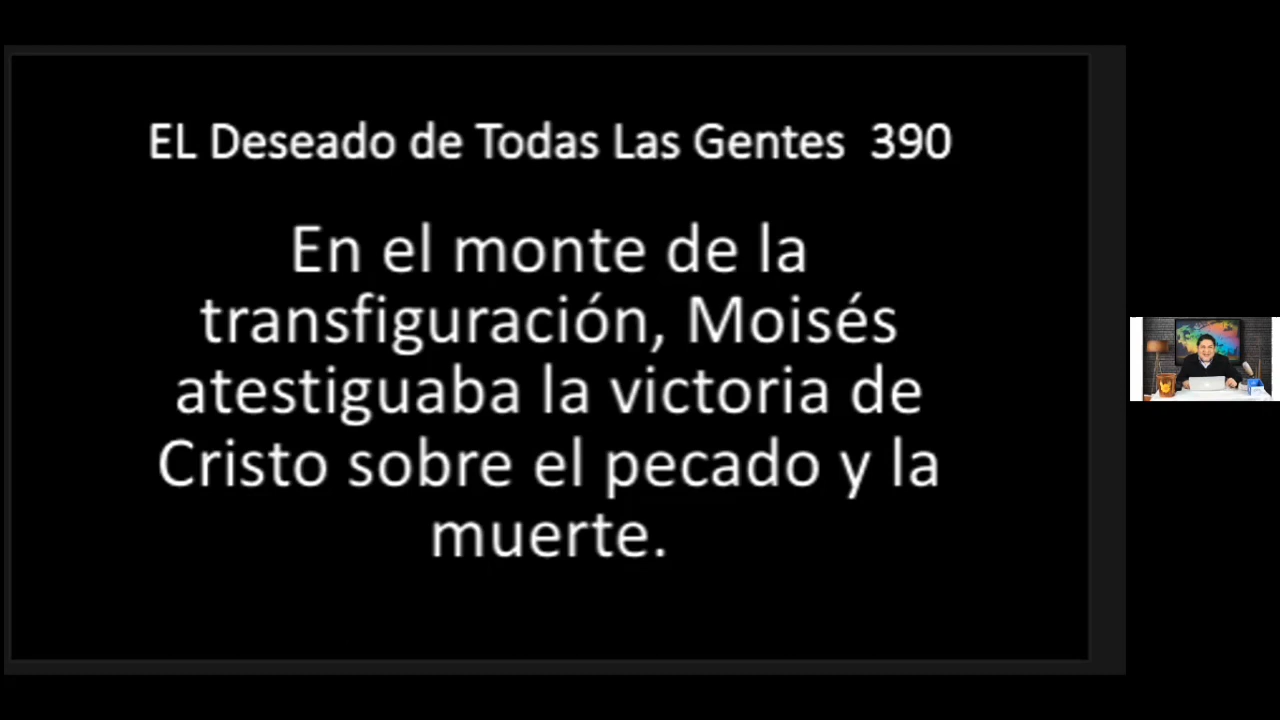 EL Deseado de Todas Las Gentes 390
En el monte de la
transfiguración, Moisés
atestiguaba la victoria de
Cristo sobre el pecado y la
muerte.